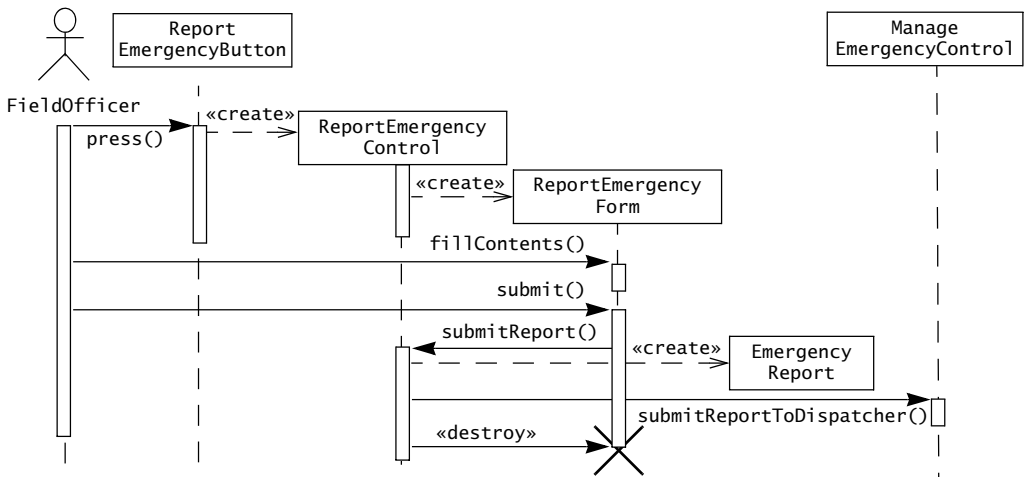 Report
EmergencyButton
Manage
EmergencyControl
FieldOfficer
press()
«create»
ReportEmergency
Control
«create»
ReportEmergency
Form
fillContents()
submit()
submitReport()
«create»
Emergency
Report
submitReportToDispatcher()
«destroy»